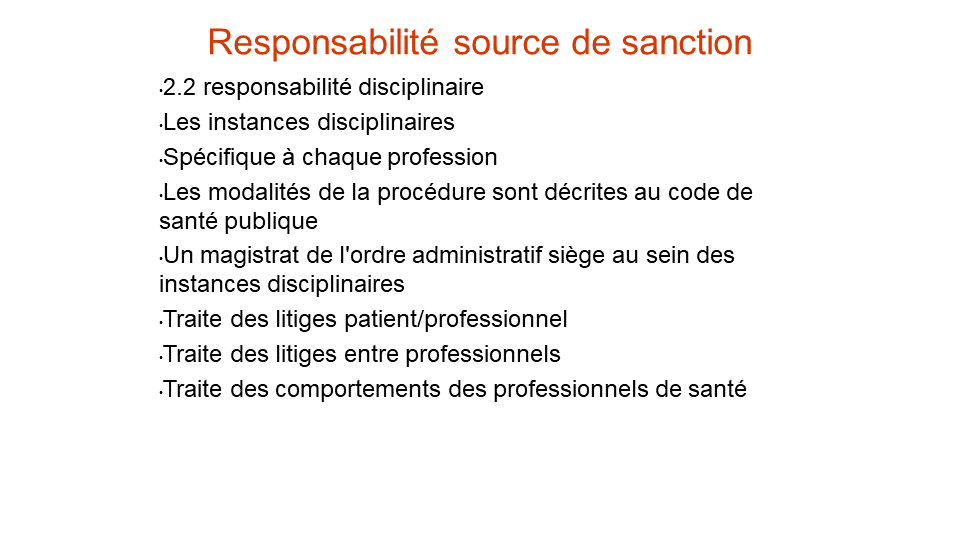 Responsabilité source de sanction
•2.2 responsabilité disciplinaire
•Les instances disciplinaires
•Spécifique à chaque profession
•Les modalités de la procédure sont décrites au code de
santé publique
•Un magistrat de l'ordre administratif siège au sein des
instances disciplinaires
•Traite des litiges patient/professionnel
•Traite des litiges entre professionnels
•Traite des comportements des professionnels de santé